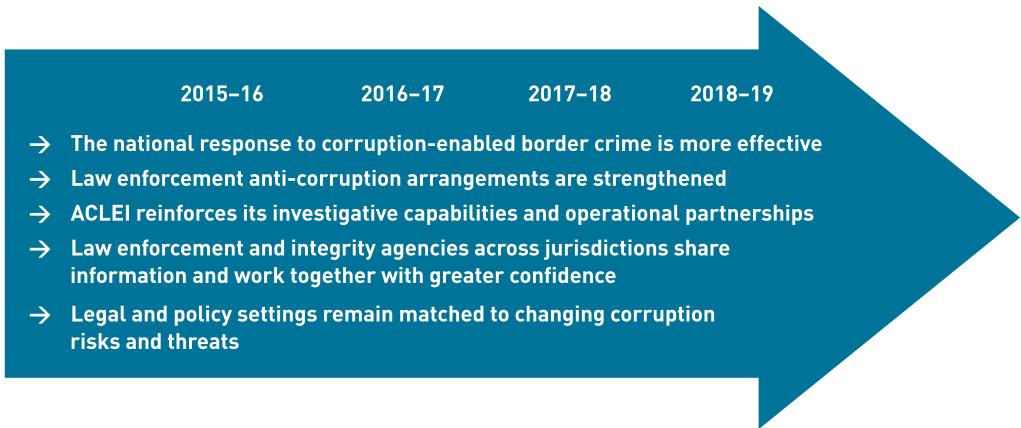 2015–16 2016–17 2017–18 2018–19
→ The national response to corruption-enabled border crime is more effective
→ Law enforcement anti-corruption arrangements are strengthened
→ ACLEI reinforces its investigative capabilities and operational partnerships
→ Law enforcement and integrity agencies across jurisdictions share
information and work together with greater confidence
→ Legal and policy settings remain matched to changing corruption
risks and threats